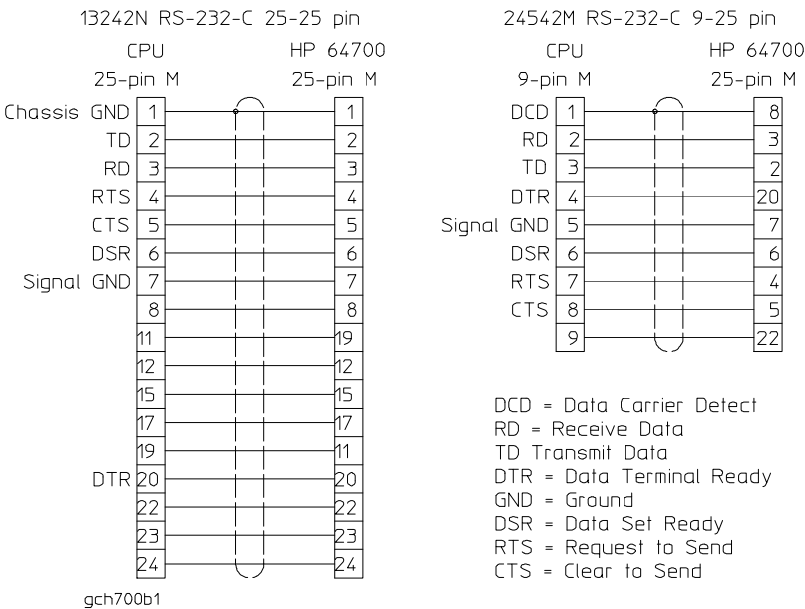 13242N RS-232-C 25-25 pin
CPU HP 64700
25-pin M 25-pin M
Chassis GND 1 1
TD 2 2
RD 3 3
RTS 4 4
CTS 5 5
DSR 6 6
Signal GND 7 7
8 8
11 19
12 12
15 15
17 17
19 11
DTR 20 20
22 22
23 23
24 24
gch700b1
24542M RS-232-C 9-25 pin
CPU HP 64700
9-pin M 25-pin M
DCD 1 8
RD 2 3
TD 3 2
DTR 4 20
Signal GND 5 7
DSR 6 6
RTS 7 4
CTS 8 5
9 22
DCD = Data Carrier Detect
RD = Receive Data
TD Transmit Data
DTR = Data Terminal Ready
GND = Ground
DSR = Data Set Ready
RTS = Request to Send
CTS = Clear to Send